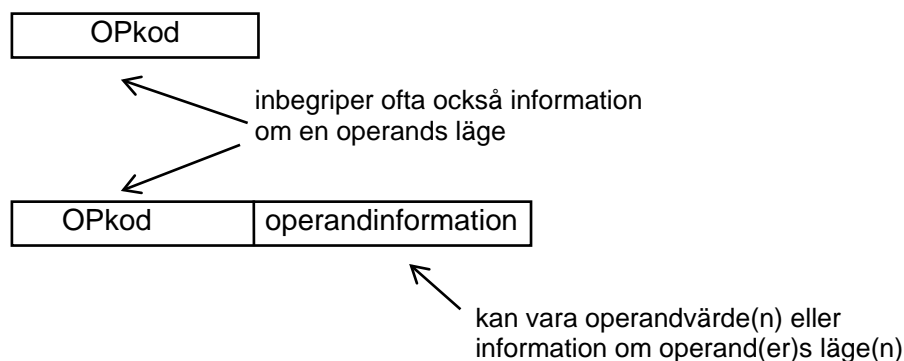 OPkod
inbegriper ofta också information
om en operands läge
OPkod operandinformation
kan vara operandvärde(n) eller
information om operand(er)s läge(n)